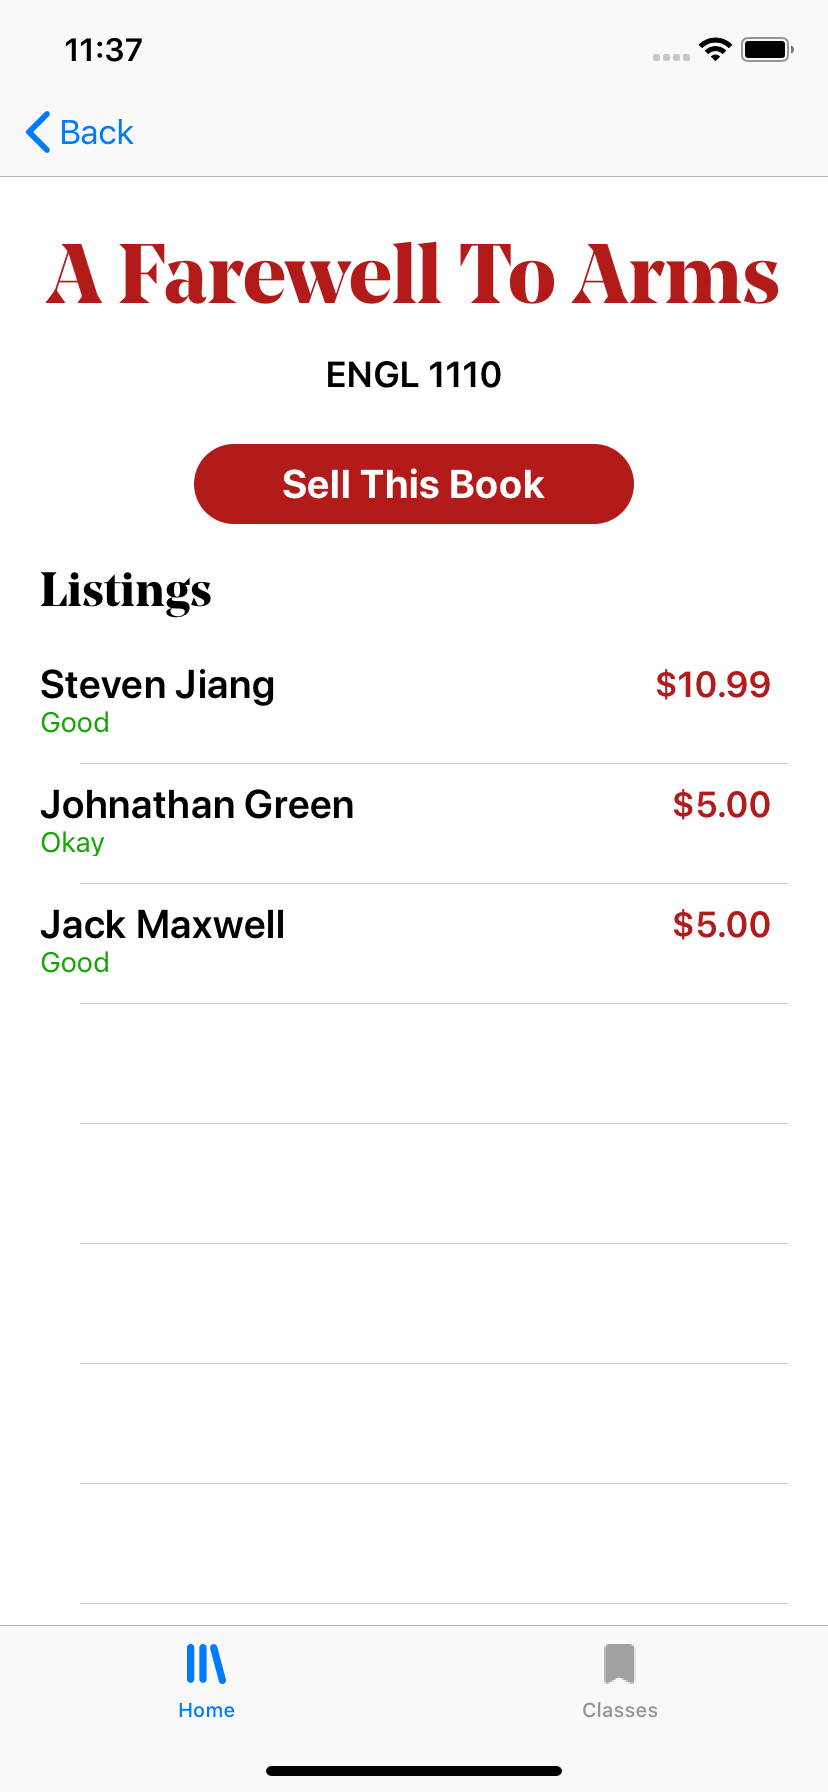 11:37
Back
A Farewell To Arms
ENGL 1110
Sell This Book
Listings
Steven Jiang $10.99
Good
Johnathan Green $5.00
Okay
Jack Maxwell $5.00
Good
Home Classes